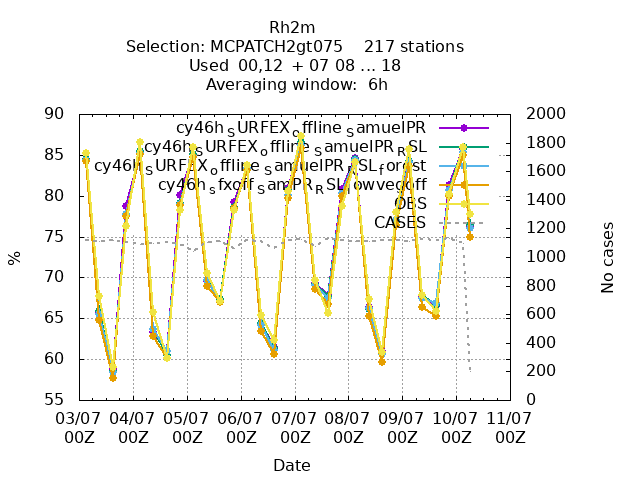 Rh2m
Selection: MCPATCH2gt075 217 stations
Used 00,12 + 07 08 ... 18
Averaging window: 6h
90
85
80
75
70
65
60
55
%
2000
1800
1600
1400
1200
1000
800
600
400
200
0
No cases
cy46h_SURFEX_offline_samuelPR
cy46h_SURFEX_offline_samuelPR_RSL
cy46h_SURFEX_offline_samuelPR_RSL_forest
cy46h_sfxoff_SamPR_RSL_lowvegoff
OBS
CASES
03/07 04/07 05/07 06/07 07/07 08/07 09/07 10/07 11/07
00Z 00Z 00Z 00Z 00Z 00Z 00Z 00Z 00Z
Date